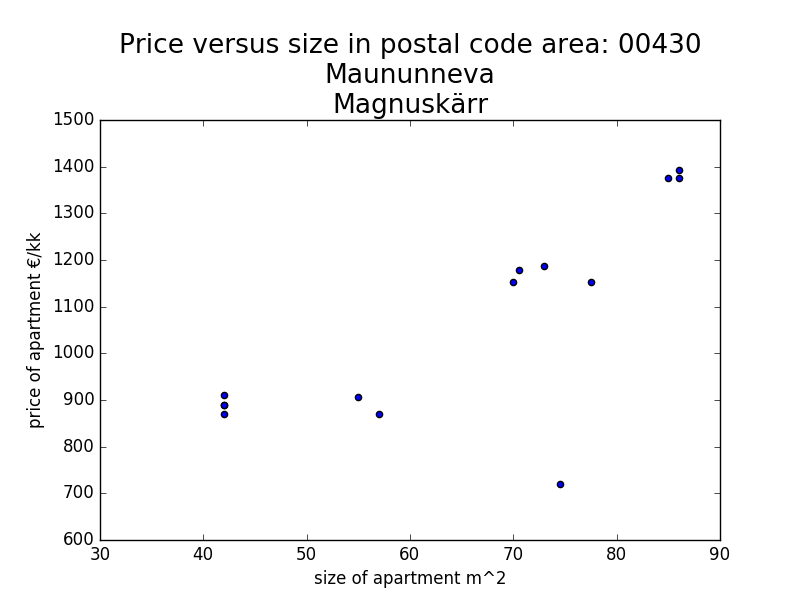 Price versus size in postal code area: 00430
Maununneva
Magnuskärr
1500
1400
1300
1200
1100
1000
900
800
700
600
price of apartment €/kk
30 40 50 60 70 80 90
size of apartment m^2